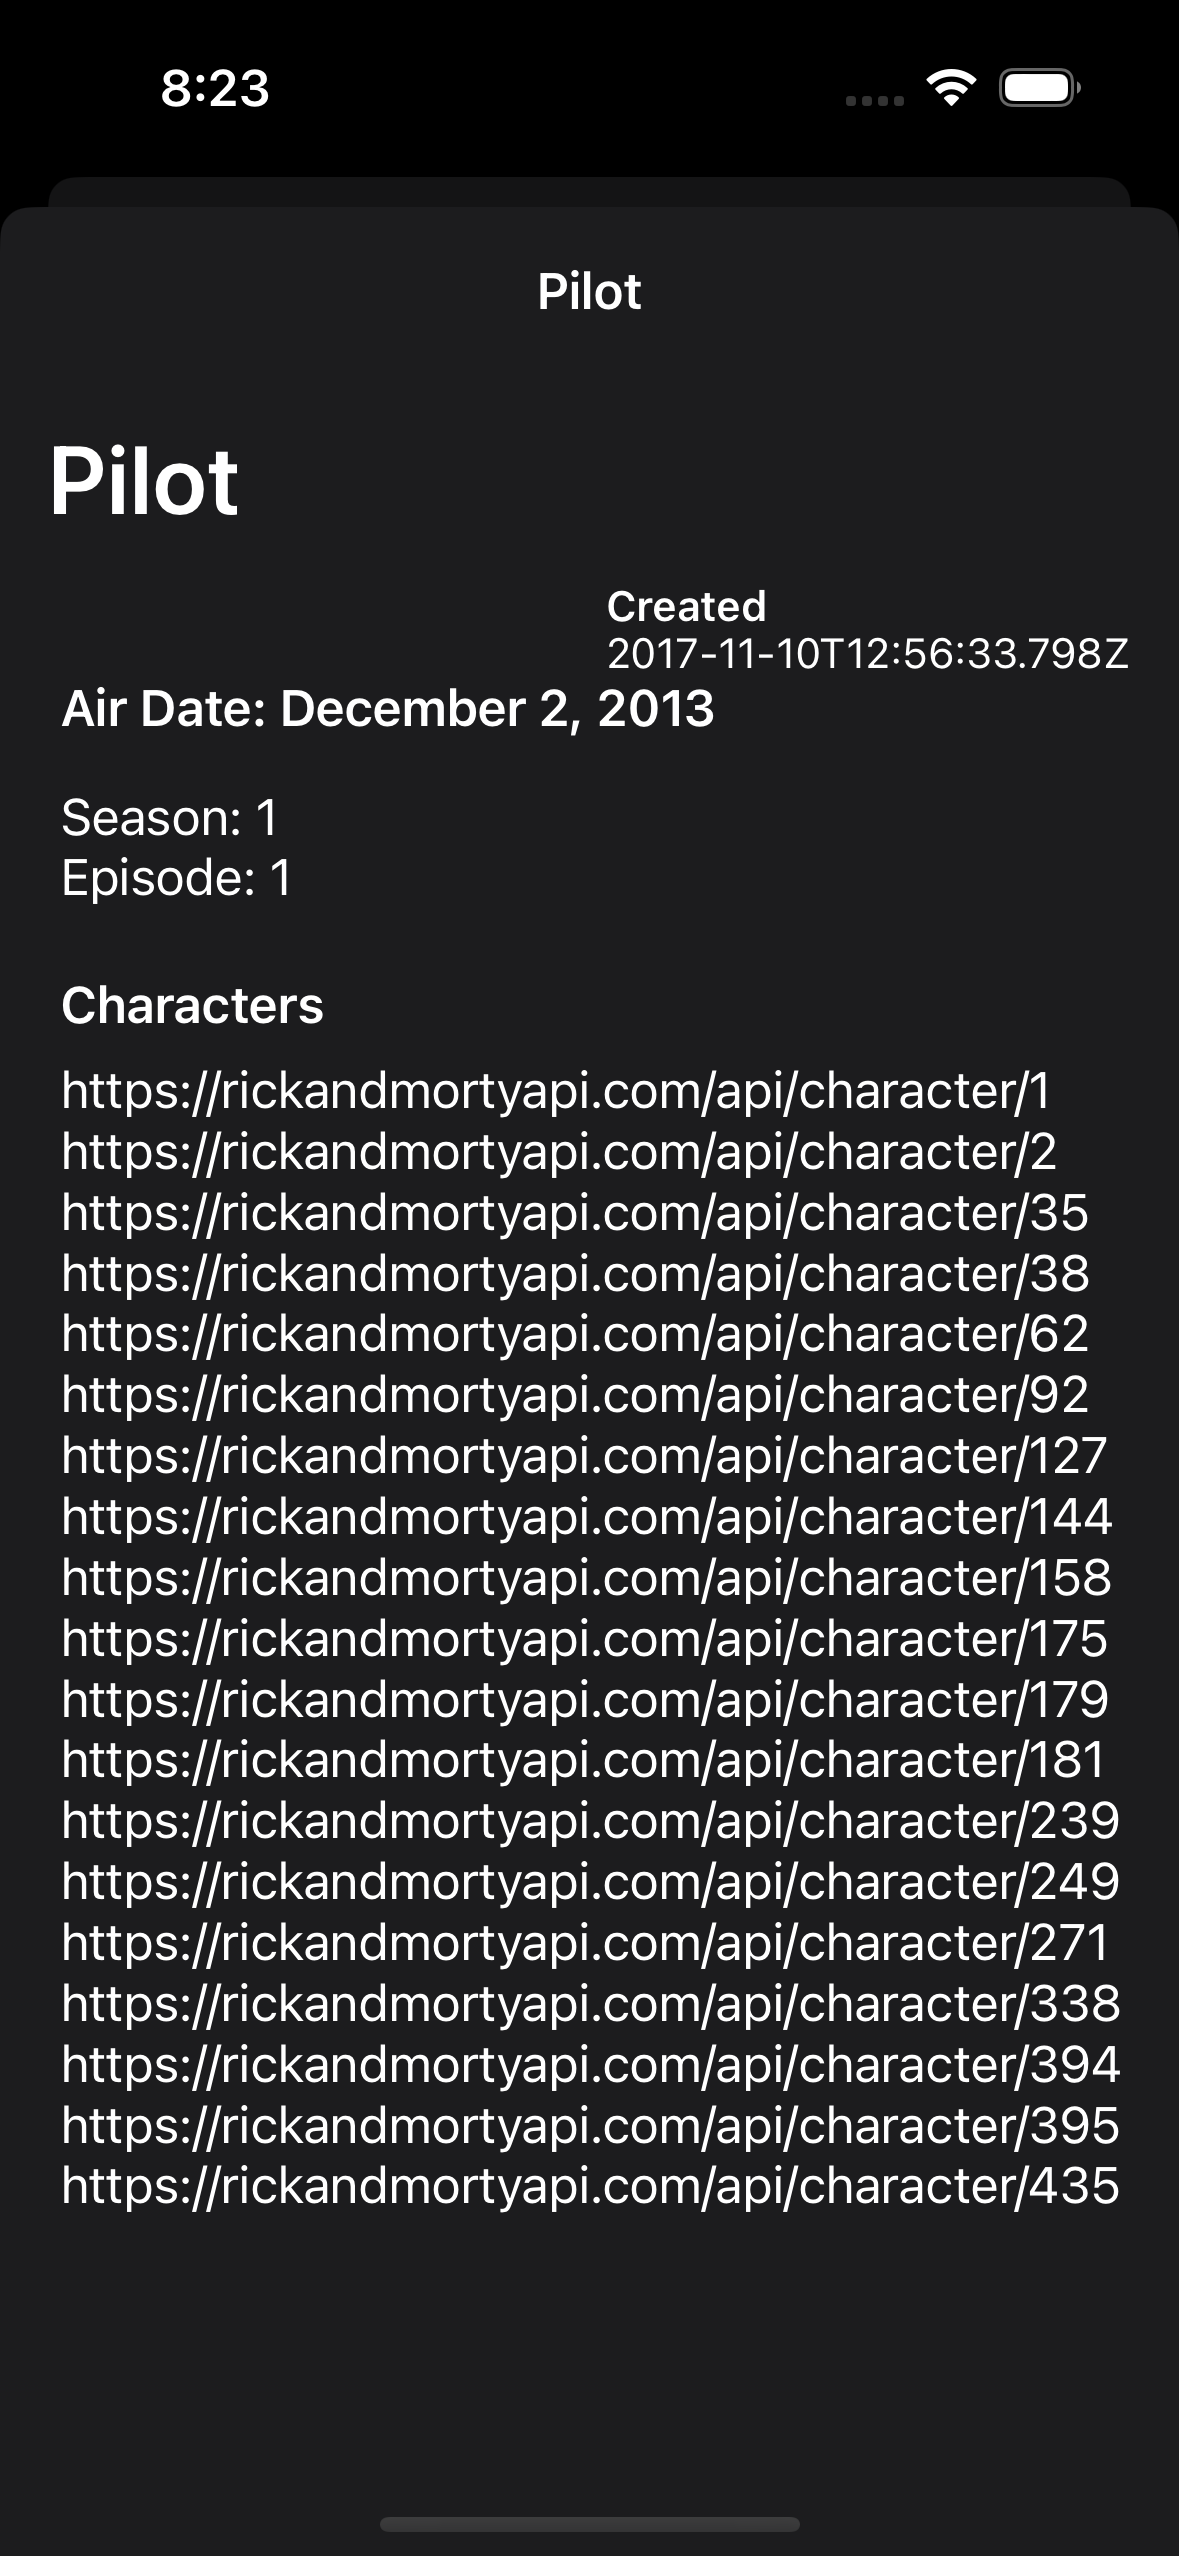 8:23
Pilot
Pilot
Created
2017-11-10T12:56:33.798Z
Air Date: December 2, 2013
Season: 1
Episode: 1
Characters
https://rickandmortyapi.com/api/character/1
https://rickandmortyapi.com/api/character/2
https://rickandmortyapi.com/api/character/35
https://rickandmortyapi.com/api/character/38
https://rickandmortyapi.com/api/character/62
https://rickandmortyapi.com/api/character/92
https://rickandmortyapi.com/api/character/127
https://rickandmortyapi.com/api/character/144
https://rickandmortyapi.com/api/character/158
https://rickandmortyapi.com/api/character/175
https://rickandmortyapi.com/api/character/179
https://rickandmortyapi.com/api/character/181
https://rickandmortyapi.com/api/character/239
https://rickandmortyapi.com/api/character/249
https://rickandmortyapi.com/api/character/271
https://rickandmortyapi.com/api/character/338
https://rickandmortyapi.com/api/character/394
https://rickandmortyapi.com/api/character/395
https://rickandmortyapi.com/api/character/435